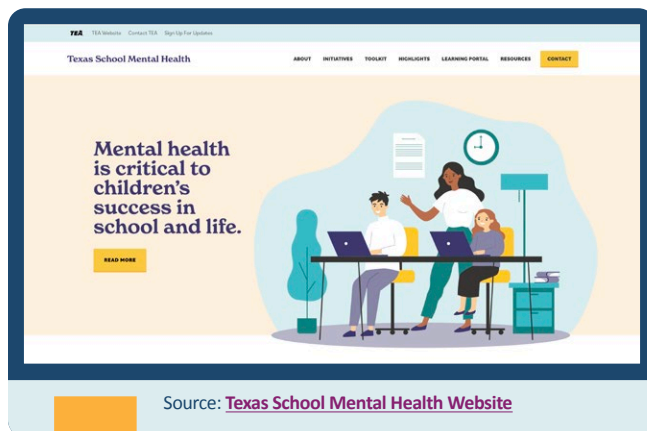 TEA TEA Website Contact TEA Sign Up For Updates
Texas School Mental Health
ABOUT INITIATIVES TOOLKIT HIGHLIGHTS LEARNING PORTAL RESOURCES CONTACT
Mental health
is critical to
children's
success in
school and life.
READ MORE
Source: Texas School Mental Health Website